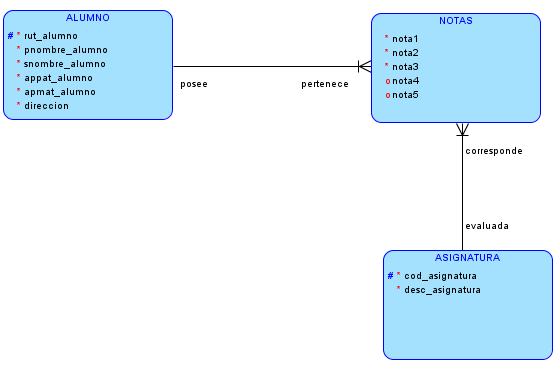 ALUMNO
# * rut_alumno
* pnombre_alumno
* snombre_alumno
* appat_alumno
* apmat_alumno
* direccion
posee
pertenece
NOTAS
* nota1
* nota2
* nota3
o nota4
o nota5
corresponde
evaluada
ASIGNATURA
# * cod_asignatura
* desc_asignatura